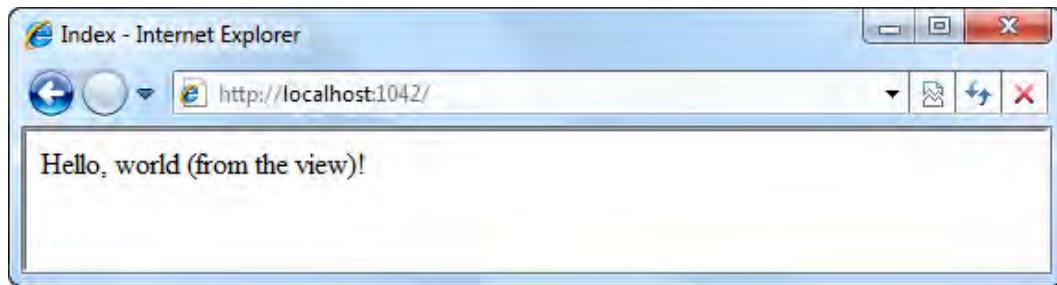 Index - Internet Explorer
http://localhost:1042/
Hello, world (from the view)!